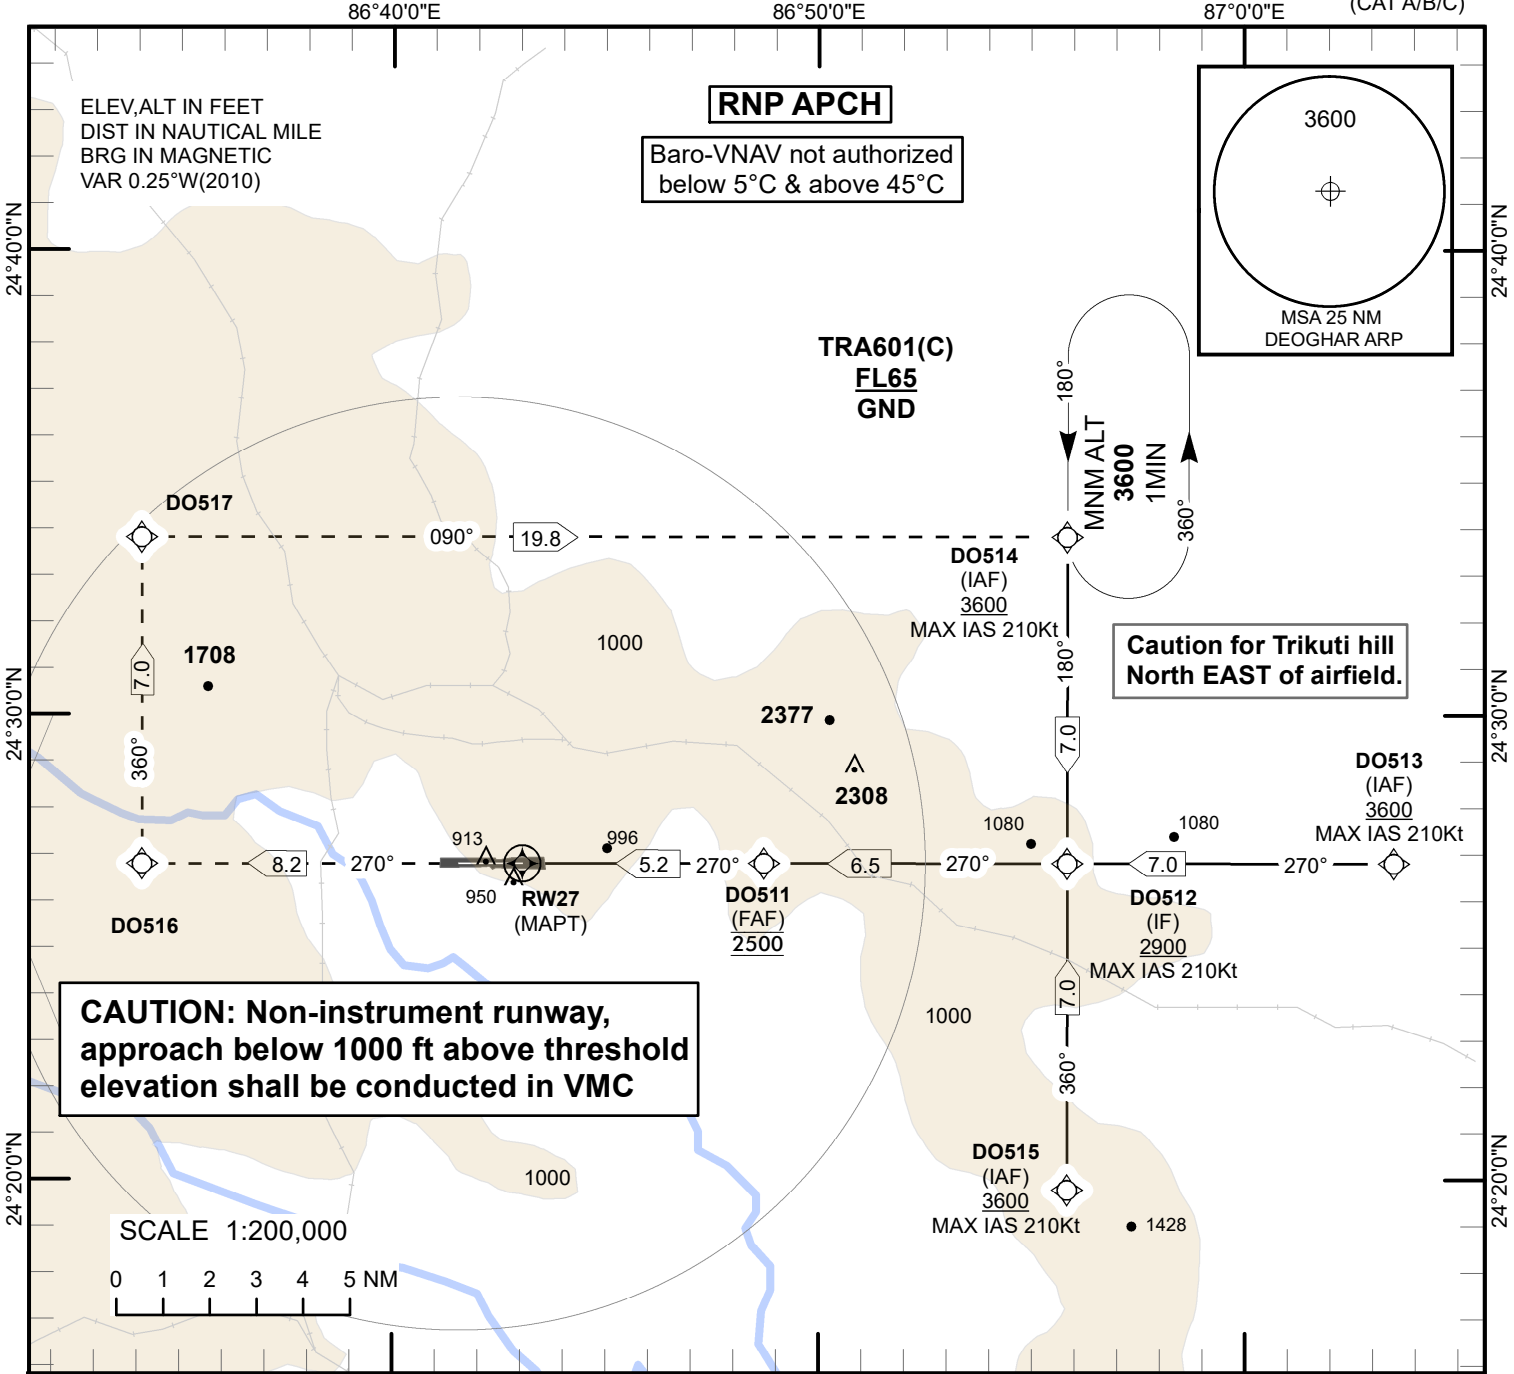 (CAT A/B/C)
86°40'0"E
86°50'0"E
87°0'0"E
ELEV,ALT IN FEET
DIST IN NAUTICAL MILE
BRG IN MAGNETIC
VAR 0.25°W(2010)
RNP APCH
Baro-VNAV not authorized
below 5°C & above 45°C
3600
MSA 25 NM
DEOGHAR ARP
24°40'0"N
24°40'0"N
TRA601(C)
FL65
GND
180°
MNM ALT
3600
1MIN
360°
DO517
090°
19.8
DO514
(IAF)
3600
MAX IAS 210Kt
1000
180°
Caution for Trikuti hill
North EAST of airfield.
7.0
1708
360°
24°30'0"N
24°30'0"N
2377
2308
7.0
DO513
(IAF)
3600
MAX IAS 210Kt
913
996
1080
1080
8.2
270°
5.2
270°
6.5
270°
7.0
270°
950
RW27
(MAPT)
DO511
(FAF)
2500
DO512
(IF)
2900
MAX IAS 210Kt
DO516
7.0
1000
360°
CAUTION: Non-instrument runway,
approach below 1000 ft above threshold
elevation shall be conducted in VMC
24°20'0"N
24°20'0"N
1000
DO515
(IAF)
3600
MAX IAS 210Kt
1428
SCALE 1:200,000
0 1 2 3 4 5 NM